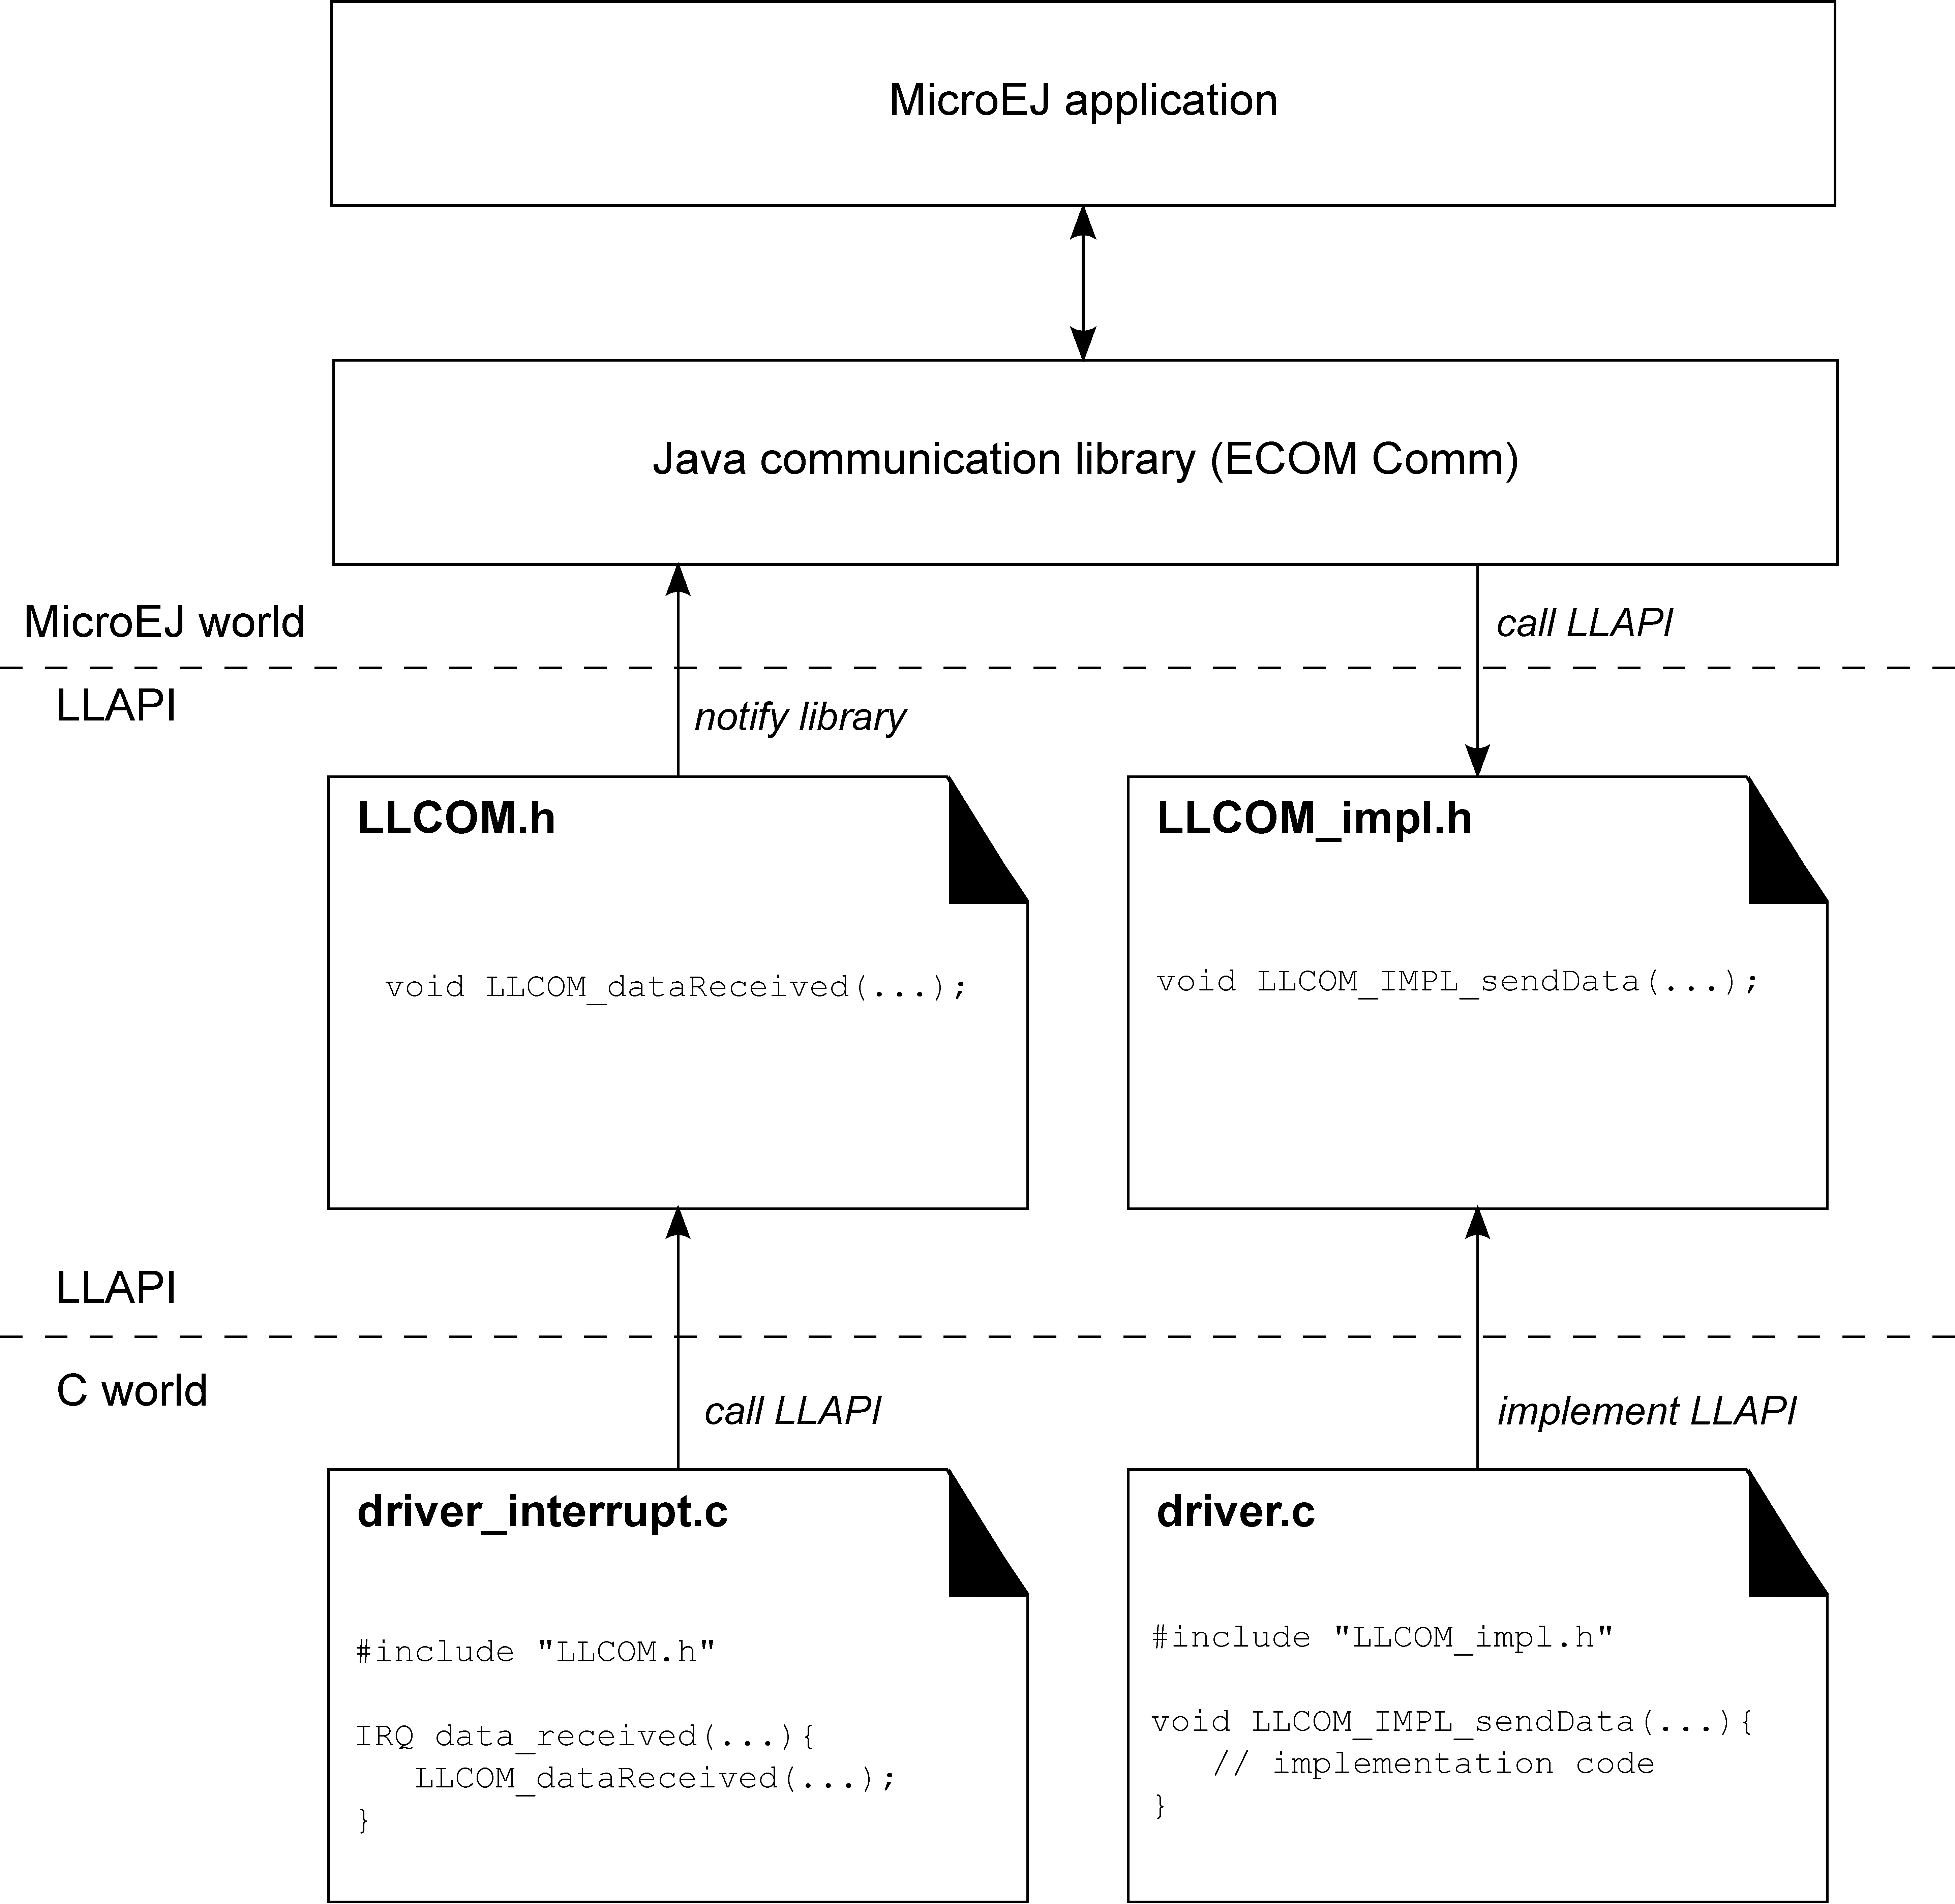 MicroEJ application
Java communication library (ECOM Comm)
MicroEJ world
call LLAPI
LLAPI
notify library
LLCOM.h
void LLCOM_dataReceived(...);
LLCOM_impl.h
void LLCOM_IMPL_sendData(...);
LLAPI
C world
call LLAPI
implement LLAPI
driver_interrupt.c
#include "LLCOM.h"
IRQ data_received(...){
   LLCOM_dataReceived(...);
}
driver.c
#include "LLCOM_impl.h"
void LLCOM_IMPL_sendData(...){
   // implementation code
}